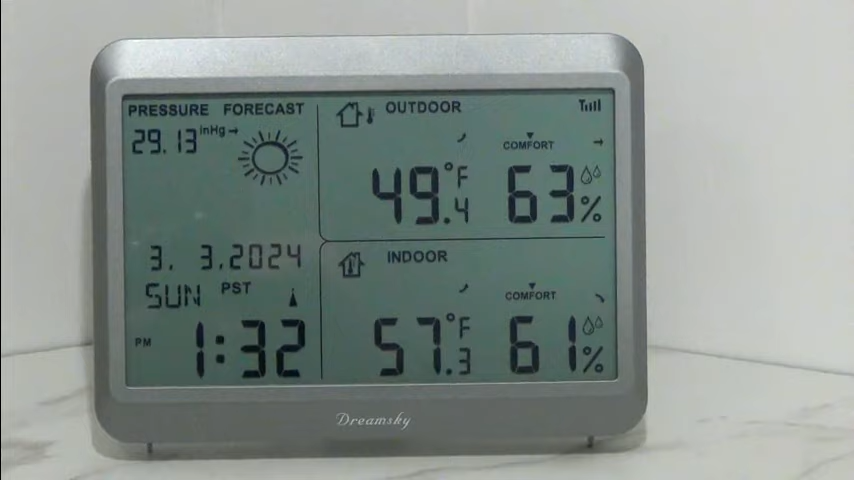 PRESSURE FORECAST
29.13 inHg
3. 3.2024
SUN PST
PM 1:32
OUTDOOR
COMFORT
49.4 °F 63 %
INDOOR
COMFORT
57.3 °F 61 %
Dreamsky